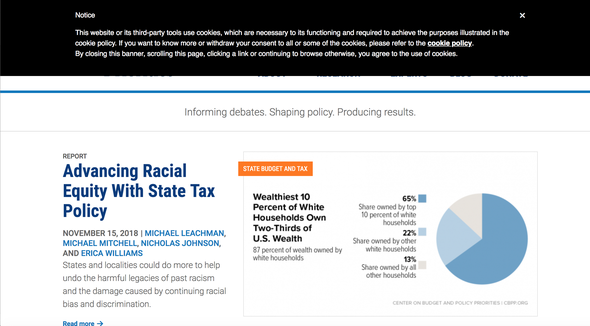 Notice
×
This website or its third-party tools use cookies, which are necessary to its functioning and required to achieve the purposes illustrated in the
cookie policy. If you want to know more or withdraw your consent to all or some of the cookies, please refer to the cookie policy.
By closing this banner, scrolling this page, clicking a link or continuing to browse otherwise, you agree to the use of cookies.
Informing debates. Shaping policy. Producing results.
REPORT
Advancing Racial
Equity With State Tax
Policy
NOVEMBER 15, 2018 | MICHAEL LEACHMAN,
MICHAEL MITCHELL, NICHOLAS JOHNSON,
AND ERICA WILLIAMS
States and localities could do more to help
undo the harmful legacies of past racism
and the damage caused by continuing racial
bias and discrimination.
Read more →
STATE BUDGET AND TAX
Wealthiest 10
Percent of White
Households Own
Two-Thirds of
U.S. Wealth
87 percent of wealth owned by
white households
65%
Share owned by top
10 percent of white
households
22%
Share owned by other
white households
13%
Share owned by all
other households
CENTER ON BUDGET AND POLICY PRIORITIES / CBPP.ORG